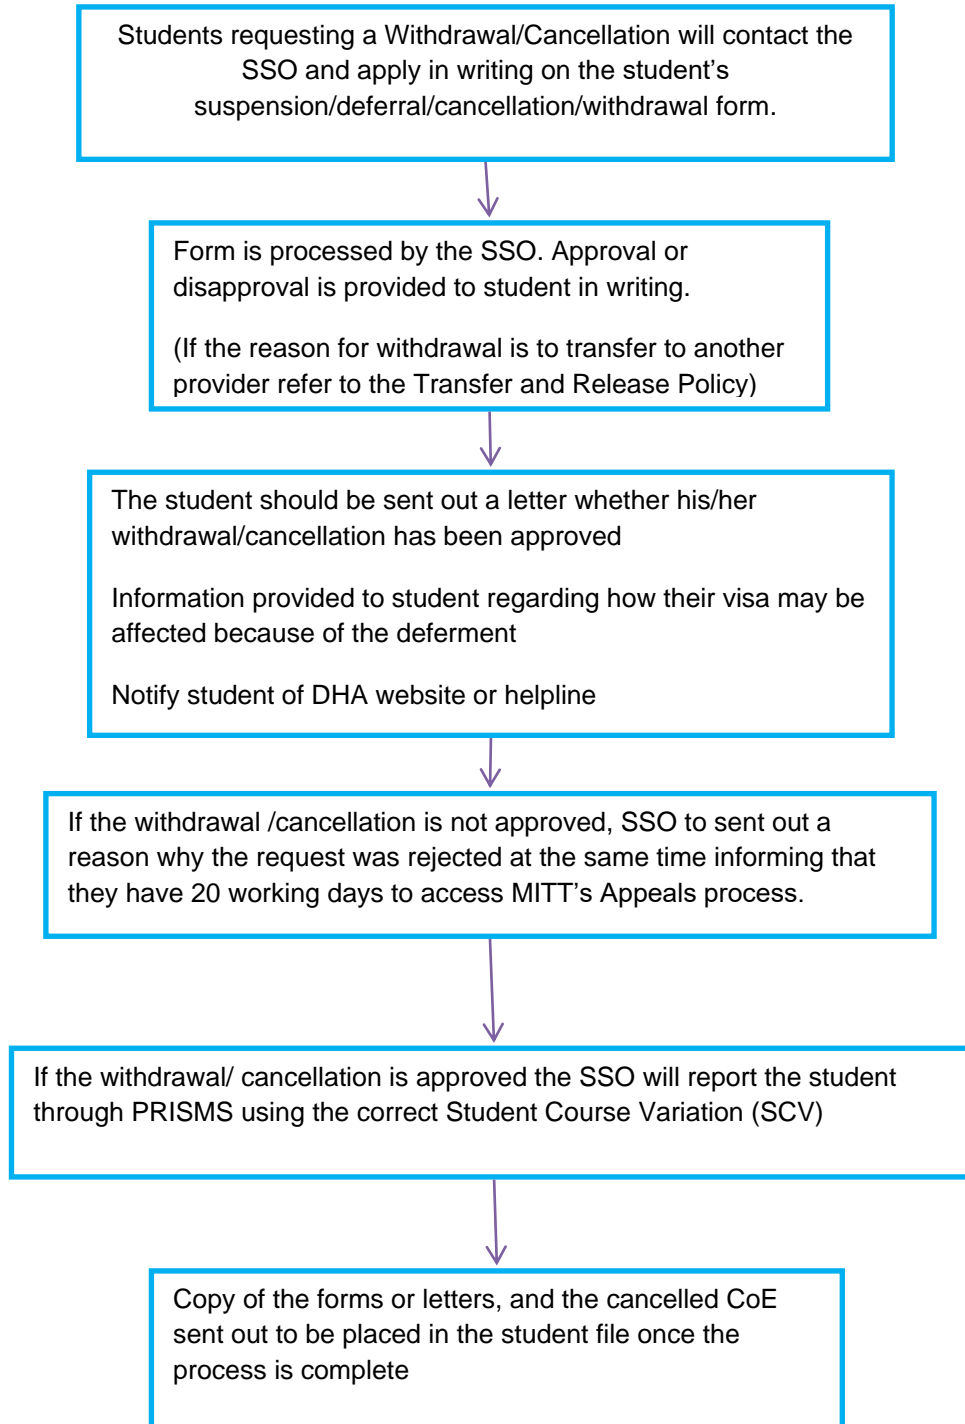 Students requesting a Withdrawal/Cancellation will contact the
SSO and apply in writing on the student’s
suspension/deferral/cancellation/withdrawal form.
Form is processed by the SSO. Approval or
disapproval is provided to student in writing.
(If the reason for withdrawal is to transfer to another
provider refer to the Transfer and Release Policy)
The student should be sent out a letter whether his/her
withdrawal/cancellation has been approved
Information provided to student regarding how their visa may be
affected because of the deferment
Notify student of DHA website or helpline
If the withdrawal /cancellation is not approved, SSO to sent out a
reason why the request was rejected at the same time informing that
they have 20 working days to access MITT’s Appeals process.
If the withdrawal/ cancellation is approved the SSO will report the student
through PRISMS using the correct Student Course Variation (SCV)
Copy of the forms or letters, and the cancelled CoE
sent out to be placed in the student file once the
process is complete